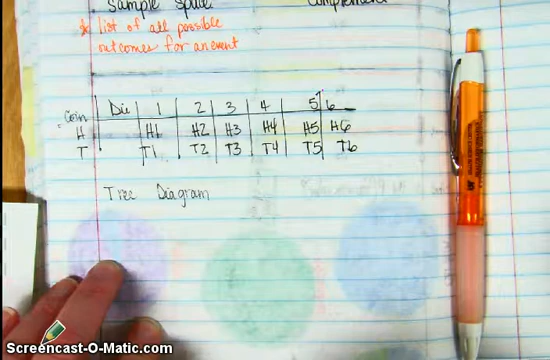 Sample Space
Complement
* list of all possible
outcomes for an event
Coin Die 1 2 3 4 5 6
H H1 H2 H3 H4 H5 H6
T T1 T2 T3 T4 T5 T6
Tree Diagram
Screencast-O-Matic.com